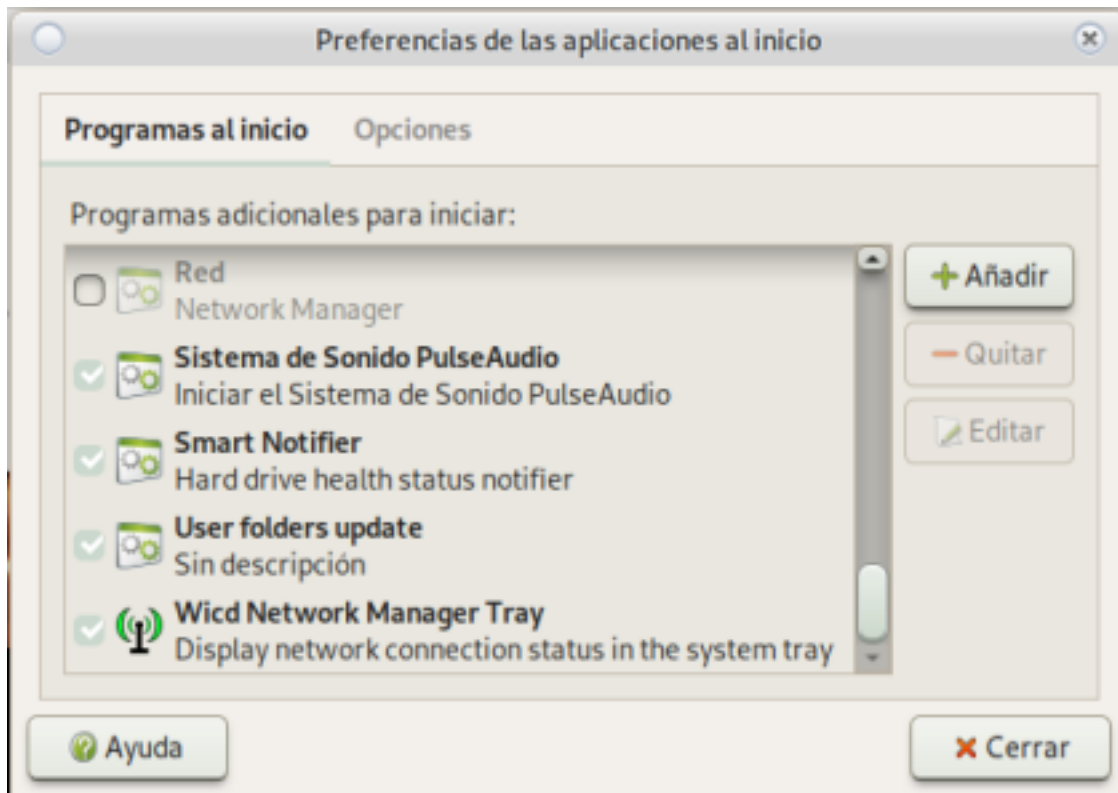 Preferencias de las aplicaciones al inicio
Programas al inicio
Opciones
Programas adicionales para iniciar:
Red
Network Manager
Sistema de Sonido PulseAudio
Iniciar el Sistema de Sonido PulseAudio
Smart Notifier
Hard drive health status notifier
User folders update
Sin descripción
Wicd Network Manager Tray
Display network connection status in the system tray
Añadir
Quitar
Editar
Ayuda
Cerrar